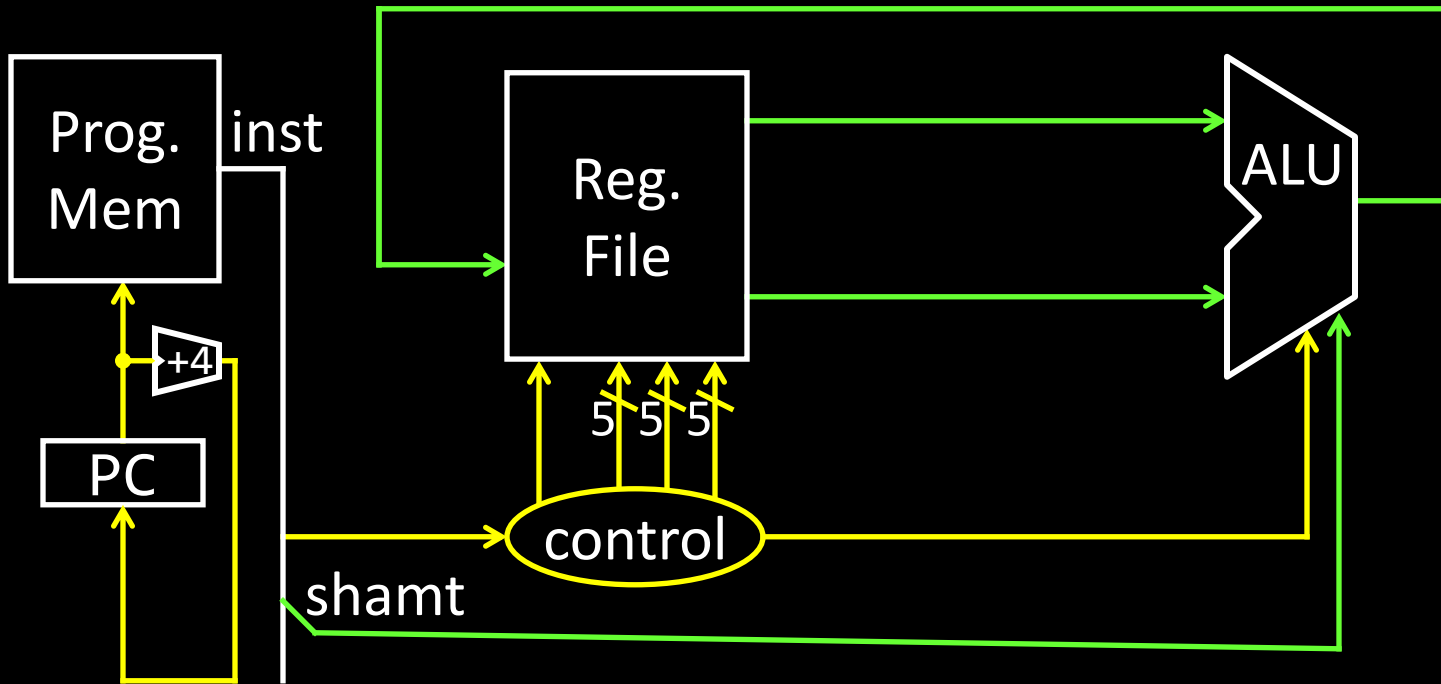 Prog.
Mem
inst
Reg.
File
ALU
+4
5 5 5
PC
control
shamt